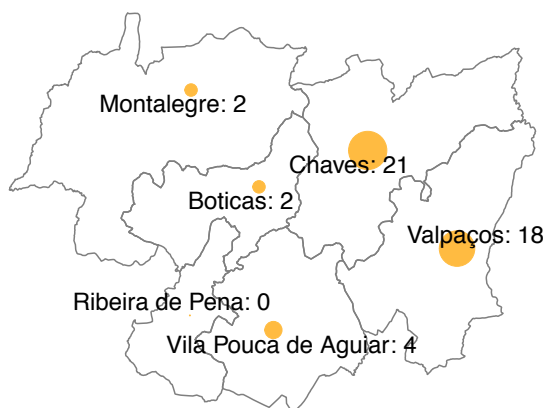 Montalegre: 2
Chaves: 21
Boticas: 2
Valpaços: 18
Ribeira de Pena: 0
Vila Pouca de Aguiar: 4